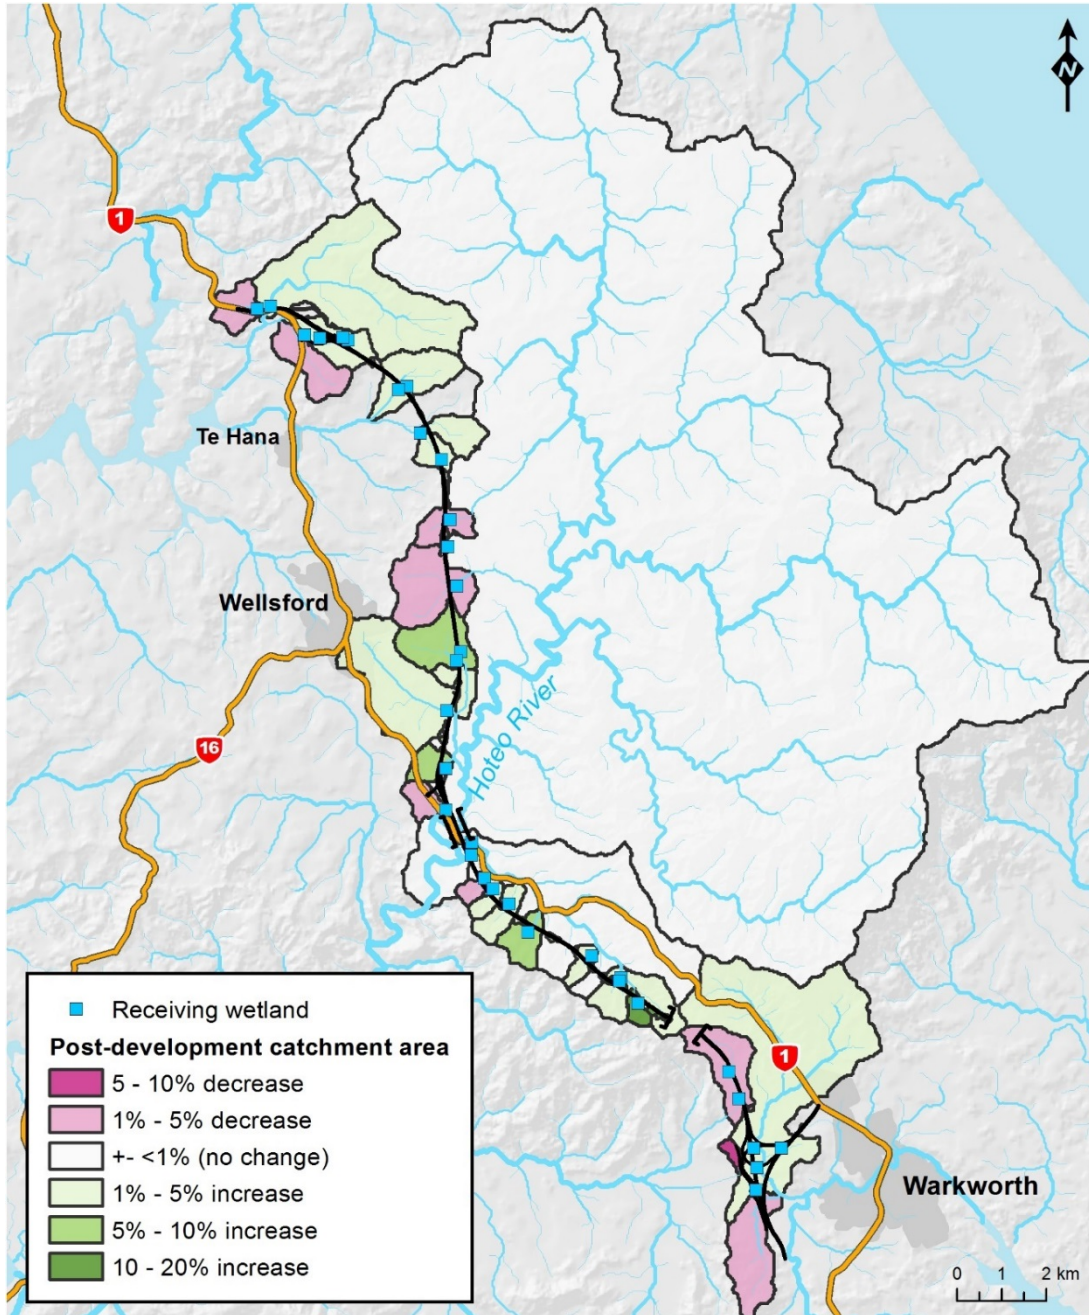 N
1
Te Hana
Wellsford
16
Hoteo River
1
Warkworth
Receiving wetland
Post-development catchment area
5 - 10% decrease
1% - 5% decrease
+- <1% (no change)
1% - 5% increase
5% - 10% increase
10 - 20% increase
0 1 2 km